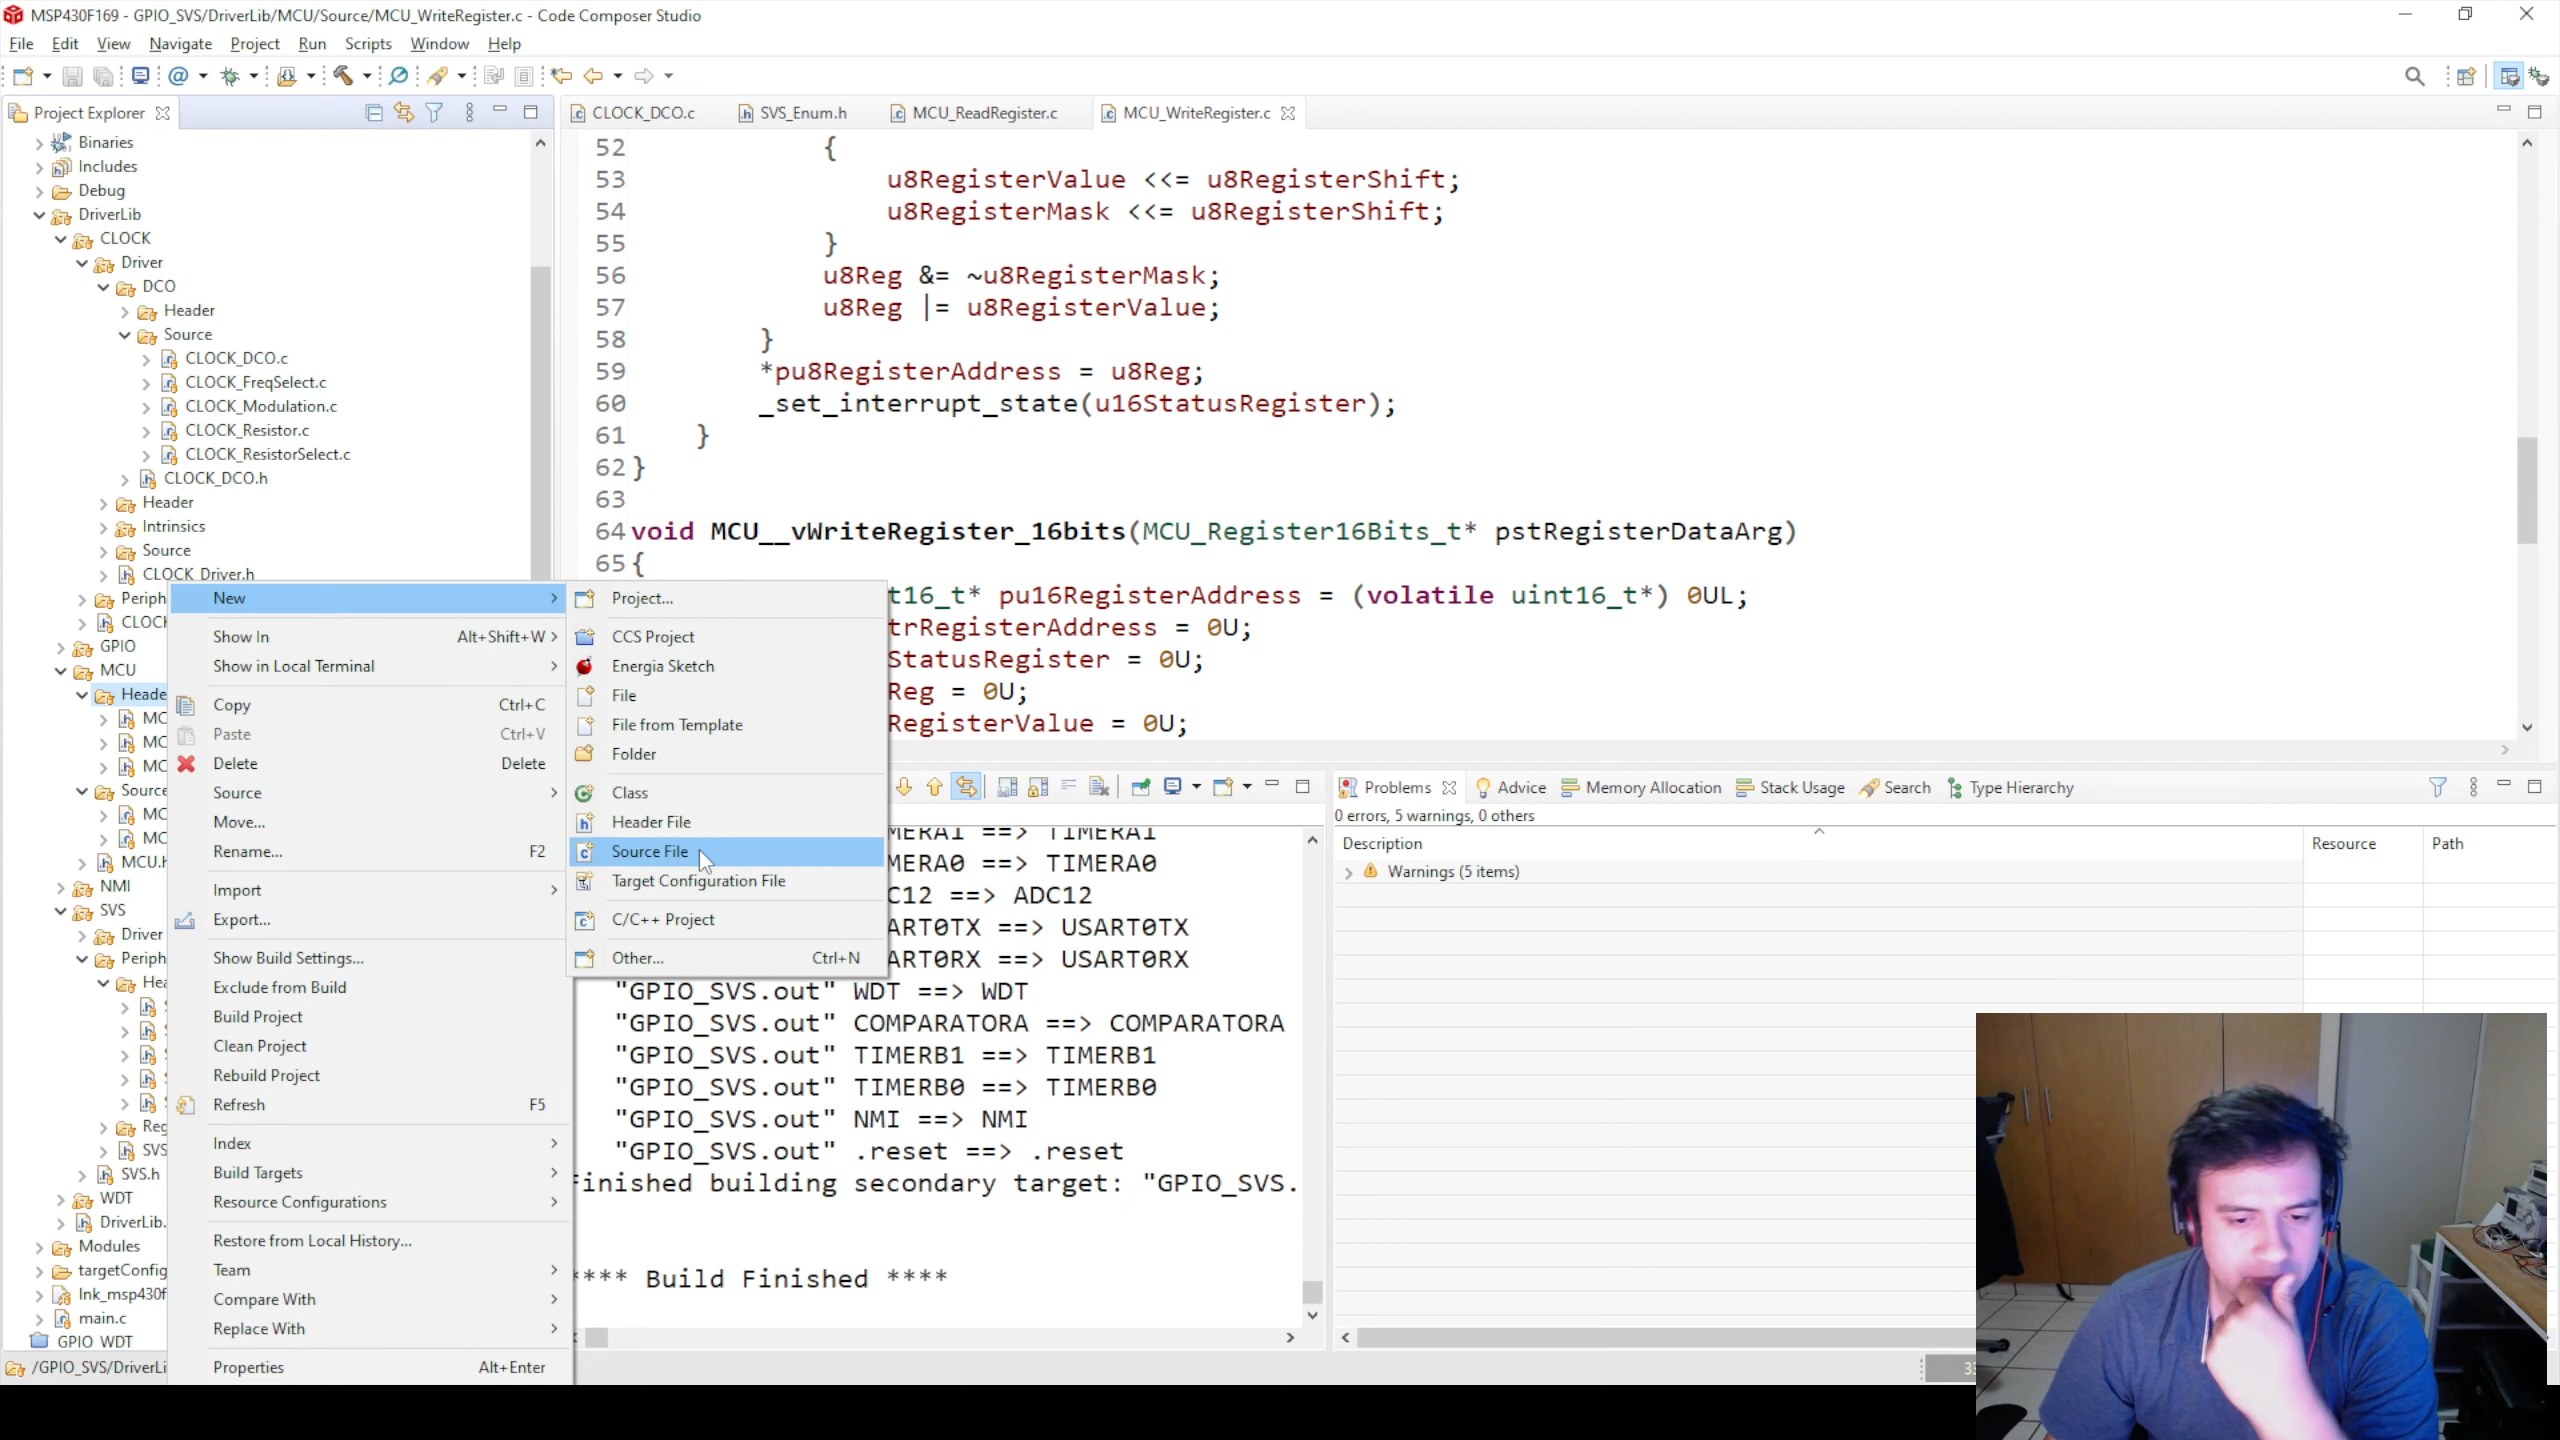 MSP430F169 - GPIO_SVS/DriverLib/MCU/Source/MCU_WriteRegister.c - Code Composer Studio
File Edit View Navigate Project Run Scripts Window Help
Project Explorer
CLOCK_DCO.c SVS_Enum.h MCU_ReadRegister.c MCU_WriteRegister.c
Binaries
Includes
Debug
DriverLib
CLOCK
Driver
DCO
Header
Source
CLOCK_DCO.c
CLOCK_FreqSelect.c
CLOCK_Modulation.c
CLOCK_Resistor.c
CLOCK_ResistorSelect.c
CLOCK_DCO.h
Header
Intrinsics
Source
CLOCK_Driver.h
Periph
CLOCK
GPIO
MCU
Heade
MC
MC
MC
Source
MC
MC
MCU.h
NMI
SVS
Driver
Periph
Hea
Reg
SVS
SVS.h
WDT
DriverLib.
Modules
targetConfig
lnk_msp430f
main.c
GPIO_WDT
/GPIO_SVS/DriverLi
52 {
53 u8RegisterValue <<= u8RegisterShift;
54 u8RegisterMask <<= u8RegisterShift;
55 }
56 u8Reg &= ~u8RegisterMask;
57 u8Reg |= u8RegisterValue;
58 }
59 *pu8RegisterAddress = u8Reg;
60 _set_interrupt_state(u16StatusRegister);
61 }
62 }
63
64 void MCU__vWriteRegister_16bits(MCU_Register16Bits_t* pstRegisterDataArg)
65 {
t16_t* pu16RegisterAddress = (volatile uint16_t*) 0UL;
trRegisterAddress = 0U;
StatusRegister = 0U;
Reg = 0U;
RegisterValue = 0U;
New
Show In Alt+Shift+W
Show in Local Terminal
Copy Ctrl+C
Paste Ctrl+V
Delete Delete
Source
Move...
Rename... F2
Import
Export...
Show Build Settings...
Exclude from Build
Build Project
Clean Project
Rebuild Project
Refresh F5
Index
Build Targets
Resource Configurations
Restore from Local History...
Team
Compare With
Replace With
Properties Alt+Enter
Project...
CCS Project
Energia Sketch
File
File from Template
Folder
Class
Header File
Source File
Target Configuration File
C/C++ Project
Other... Ctrl+N
MERA1 ==> TIMERA1
MERA0 ==> TIMERA0
C12 ==> ADC12
ART0TX ==> USART0TX
ART0RX ==> USART0RX
"GPIO_SVS.out" WDT ==> WDT
"GPIO_SVS.out" COMPARATORA ==> COMPARATORA
"GPIO_SVS.out" TIMERB1 ==> TIMERB1
"GPIO_SVS.out" TIMERB0 ==> TIMERB0
"GPIO_SVS.out" NMI ==> NMI
"GPIO_SVS.out" .reset ==> .reset
Finished building secondary target: "GPIO_SVS.
**** Build Finished ****
Problems Advice Memory Allocation Stack Usage Search Type Hierarchy
0 errors, 5 warnings, 0 others
Description Resource Path
Warnings (5 items)